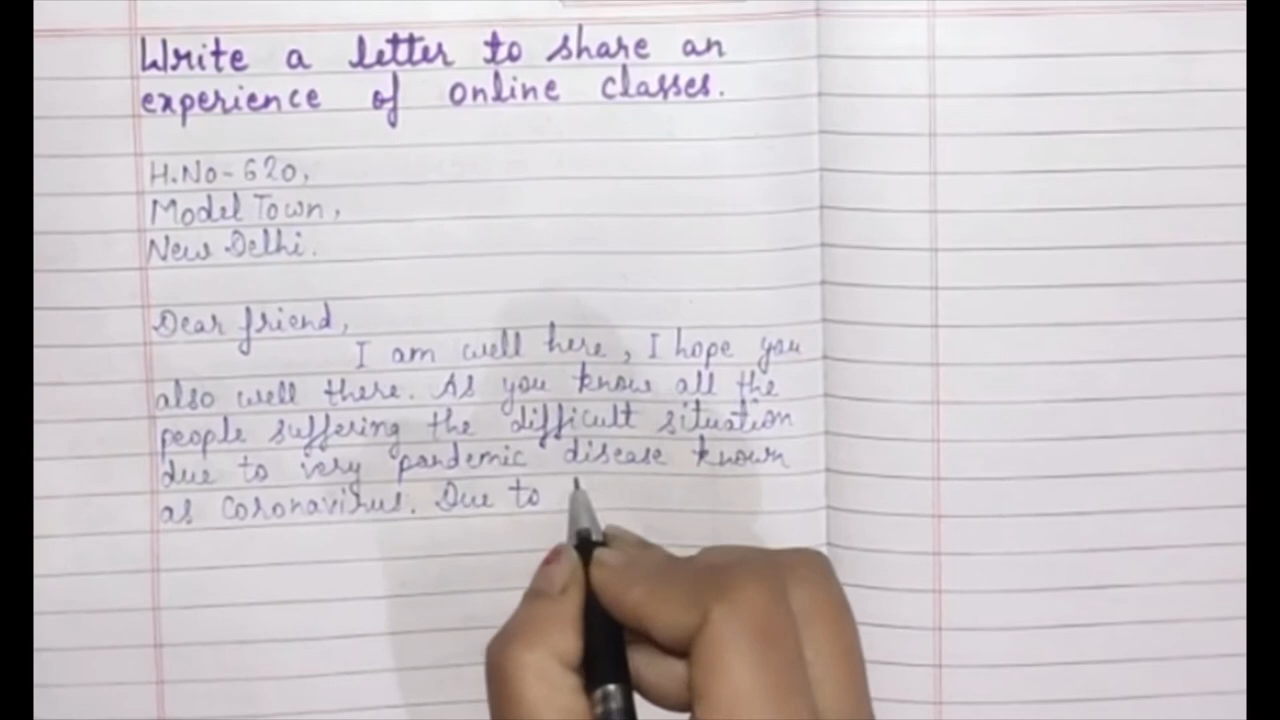 Write a letter to share an
experience of online classes.
H.No-620,
Model Town,
New Delhi.
Dear friend,
I am well here, I hope you
also well there. As you know all the
people suffering the difficult situation
due to very pandemic disease known
as coronavirus. Due to